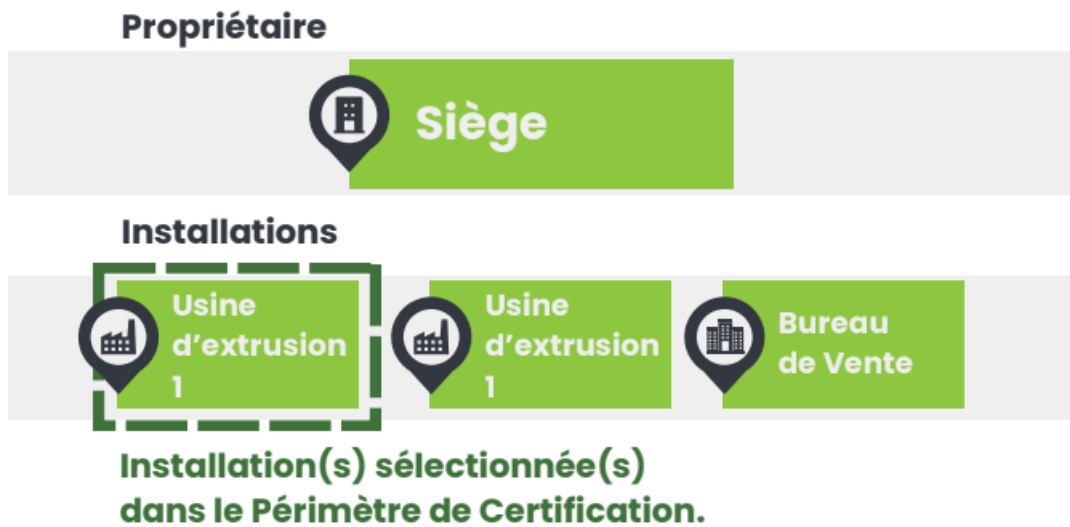 Propriétaire
Siège
Installations
Usine
d’extrusion
1
Usine
d’extrusion
1
Bureau
de Vente
Installation(s) sélectionnée(s)
dans le Périmètre de Certification.